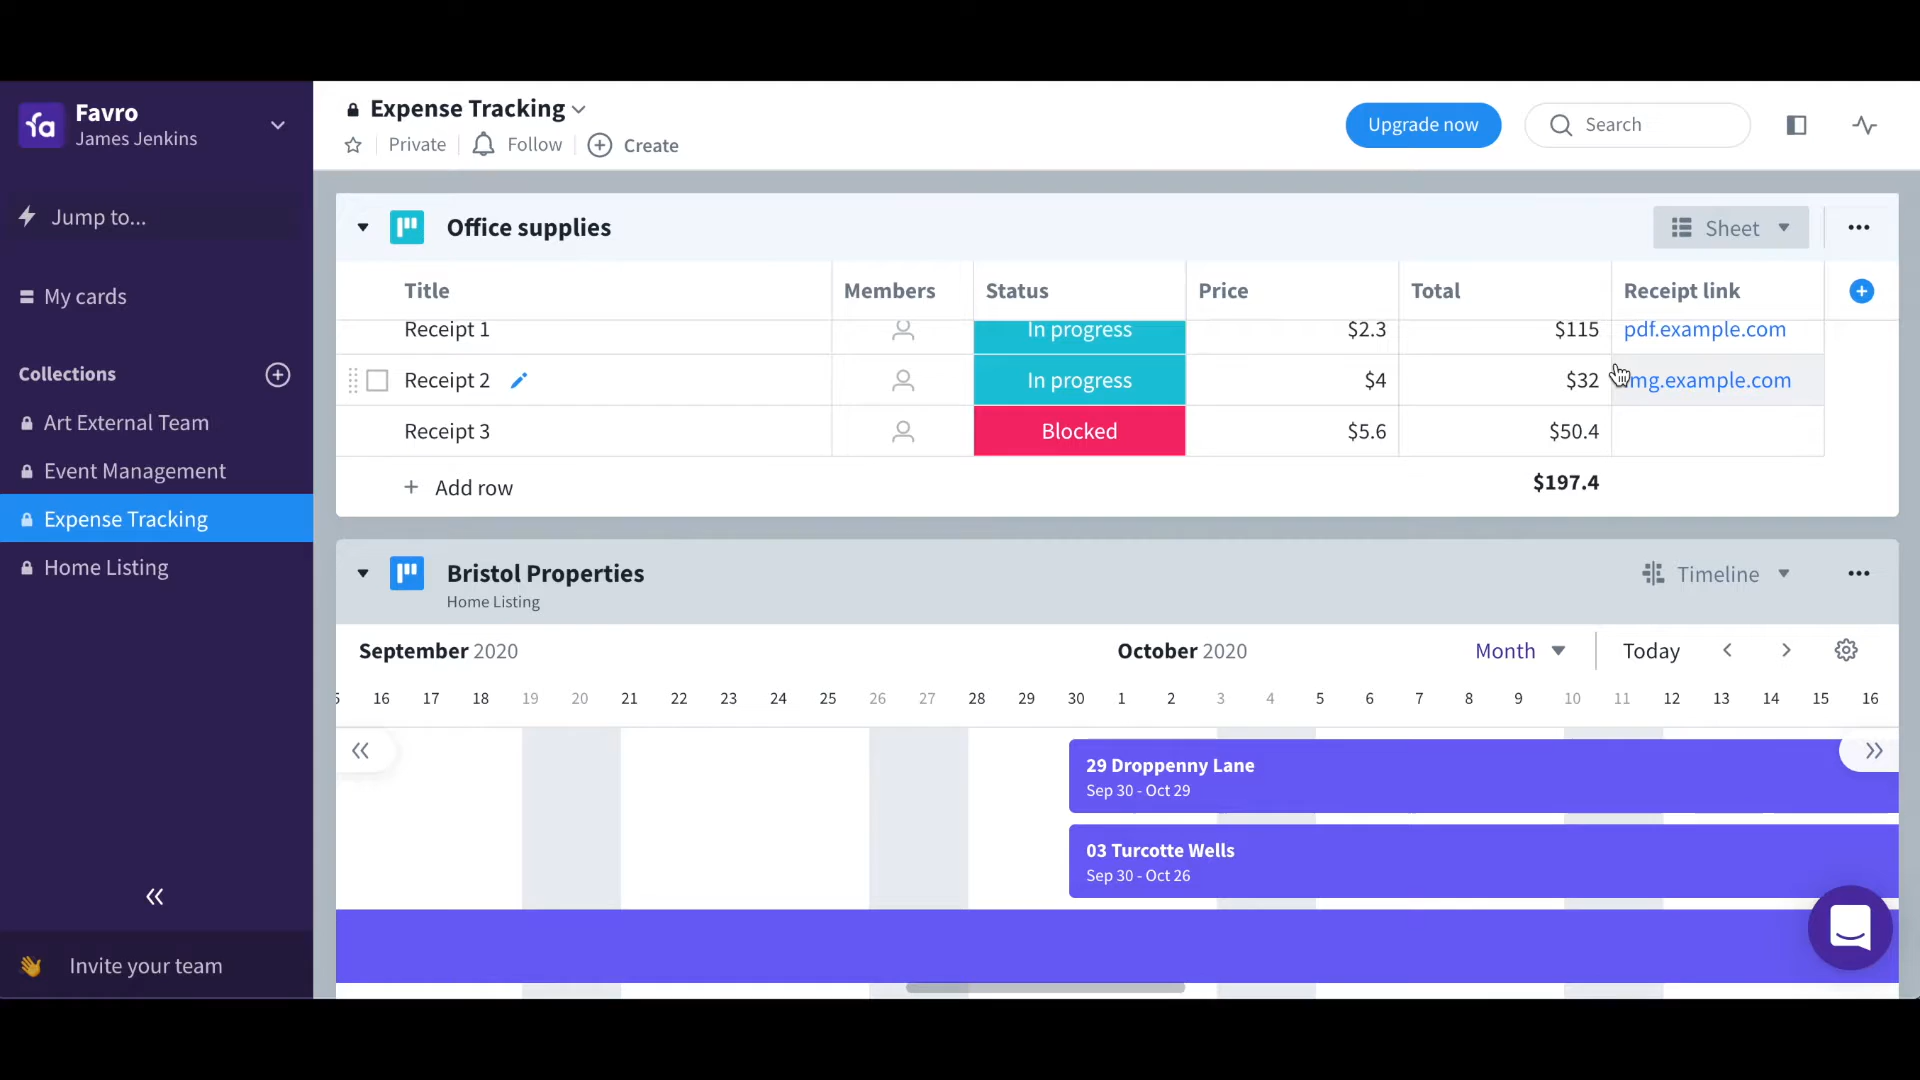 Favro
James Jenkins
Jump to...
My cards
Collections
Art External Team
Event Management
Expense Tracking
Home Listing
Invite your team
Expense Tracking
Private Follow Create
Upgrade now
Search
Office supplies
Sheet
Title Members Status Price Total Receipt link
Receipt 1 In progress $2.3 $115 pdf.example.com
Receipt 2 In progress $4 $32 mg.example.com
Receipt 3 Blocked $5.6 $50.4
+ Add row $197.4
Bristol Properties
Home Listing
Timeline
September 2020 October 2020 Month Today
16 17 18 19 20 21 22 23 24 25 26 27 28 29 30 1 2 3 4 5 6 7 8 9 10 11 12 13 14 15 16
29 Droppenny Lane
Sep 30 - Oct 29
03 Turcotte Wells
Sep 30 - Oct 26